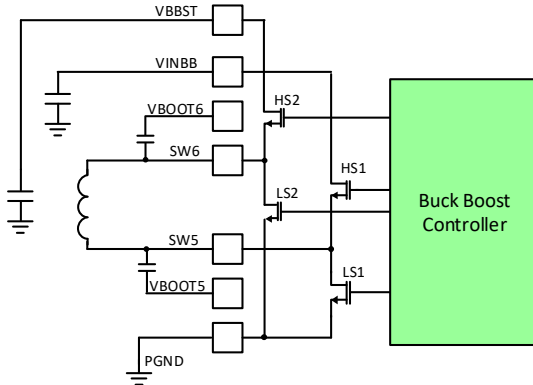 VBBST
VINBB
HS2
VBOOT6
SW6
HS1
LS2
Buck Boost
Controller
SW5
LS1
VBOOT5
PGND